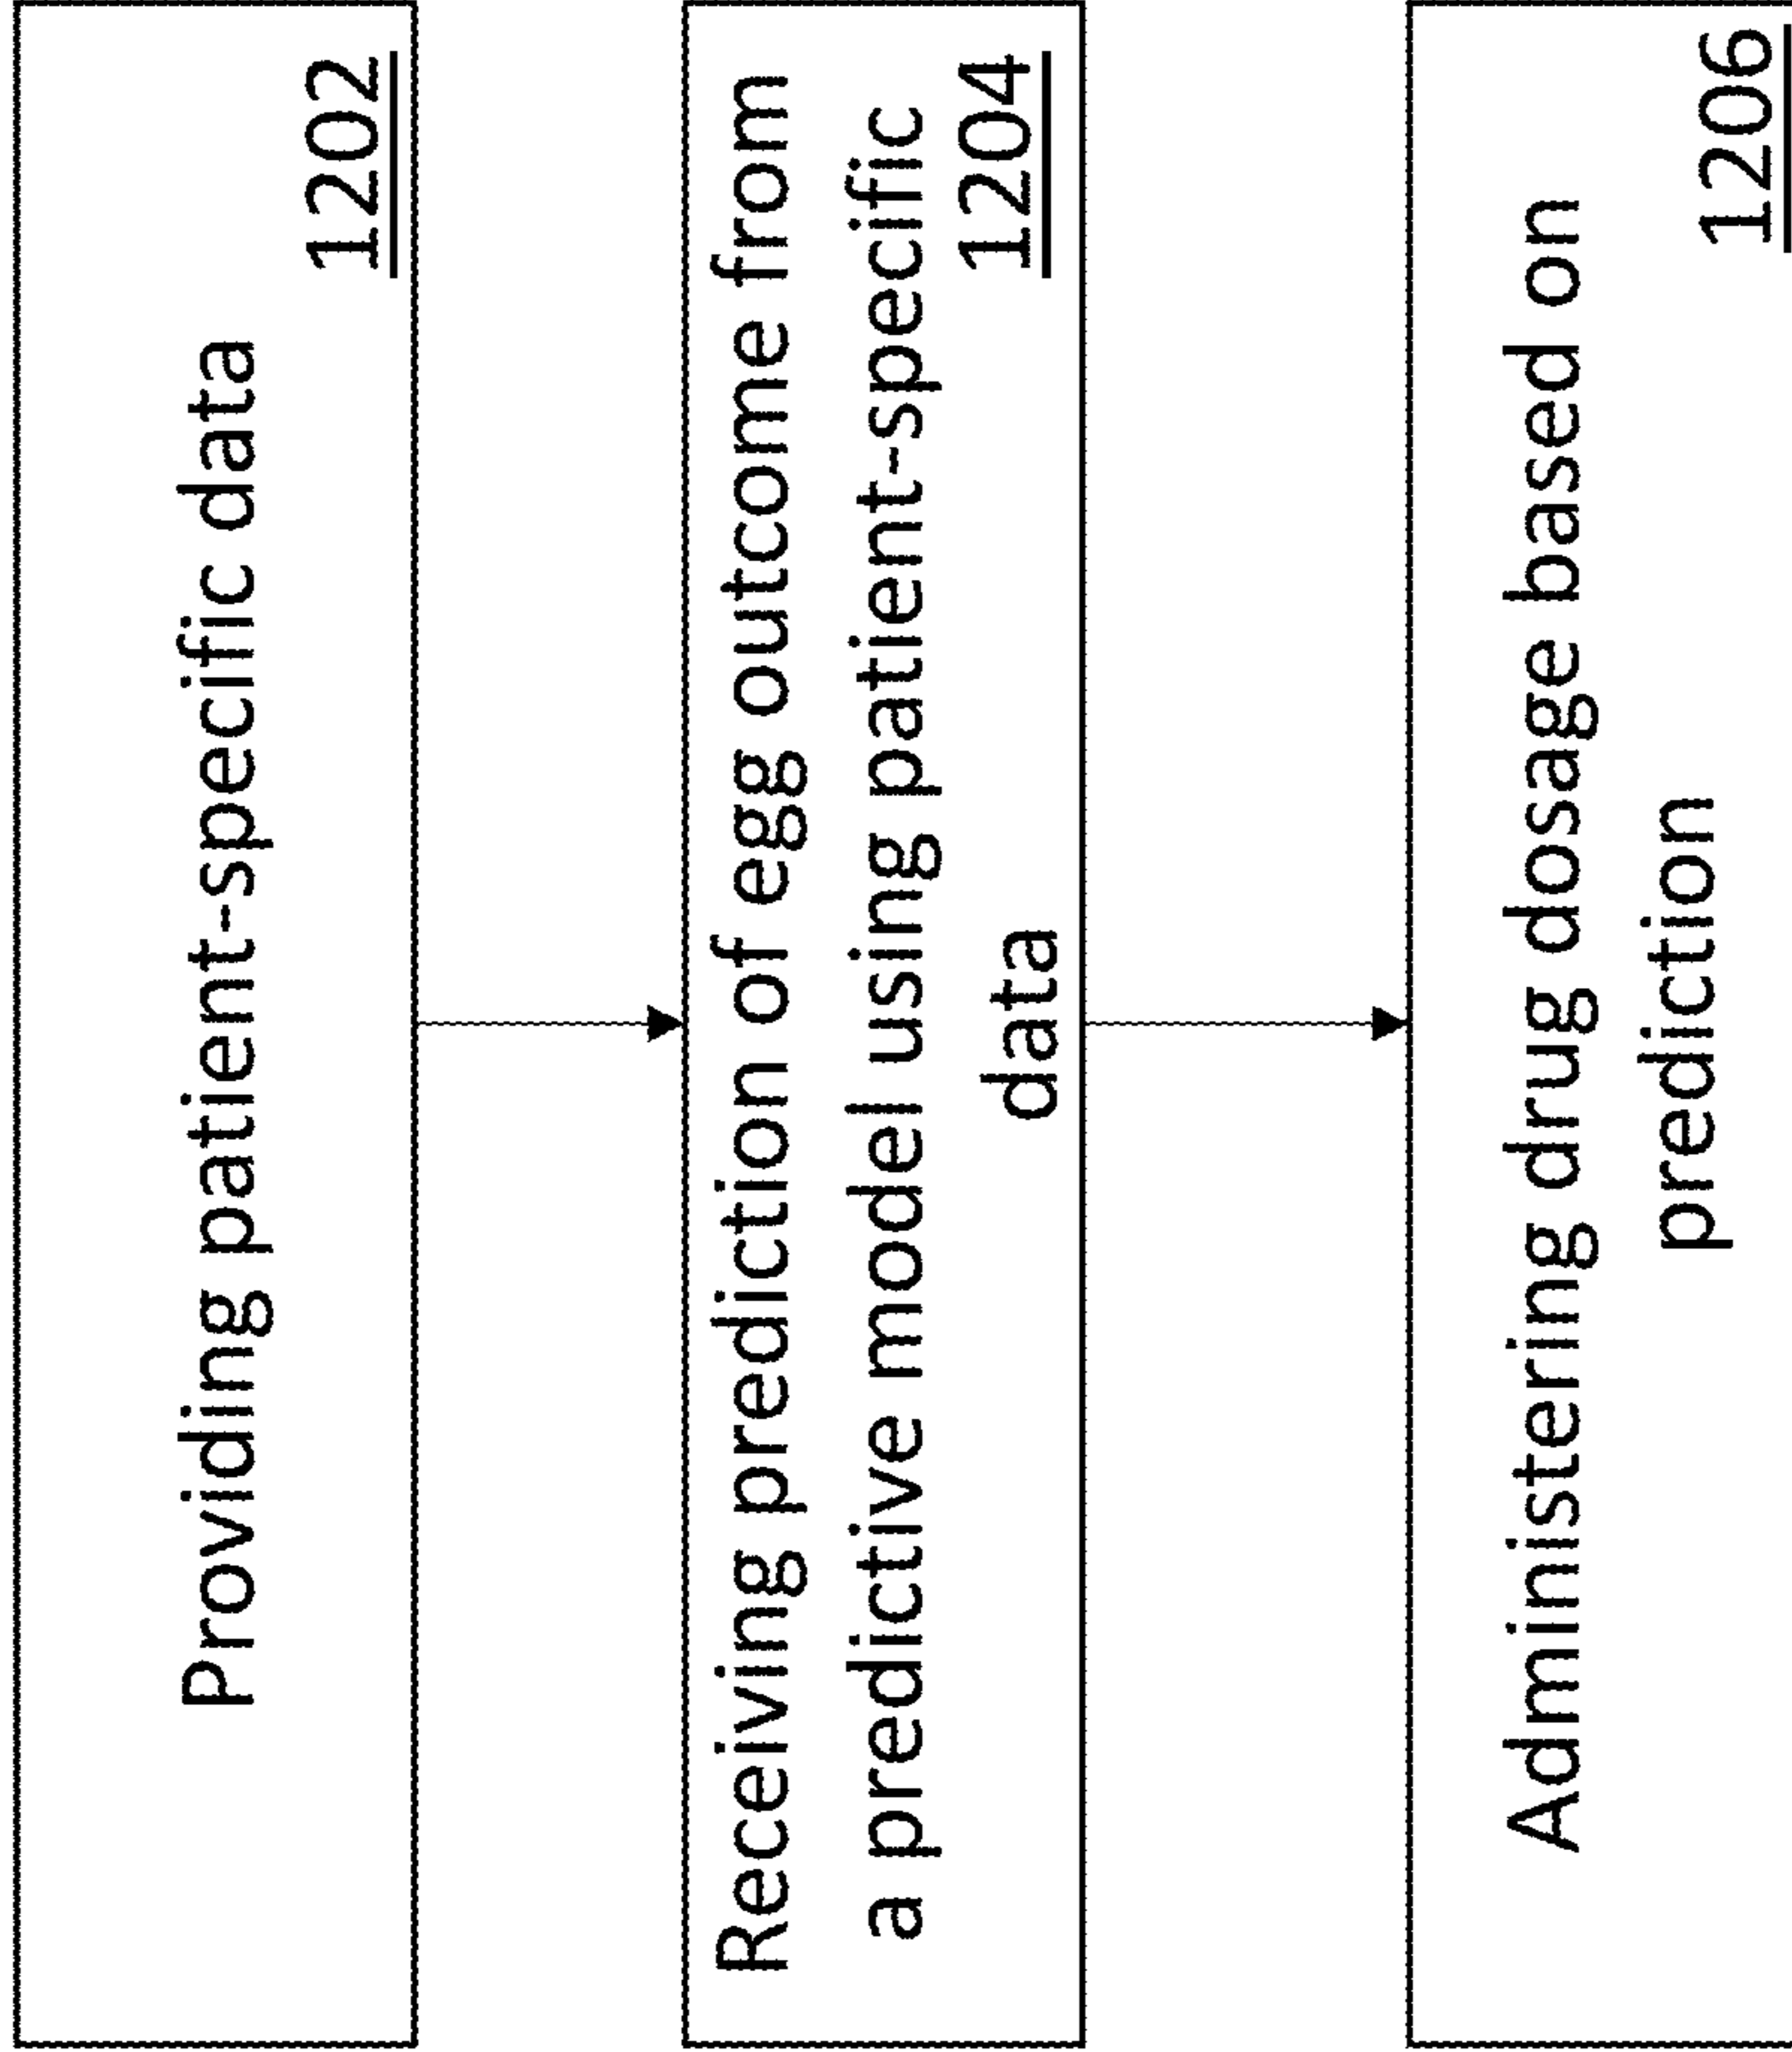 Providing patient-specific data
1202
Receiving prediction of egg outcome from
a predictive model using patient-specific
data
1204
Administering drug dosage based on
prediction
1206